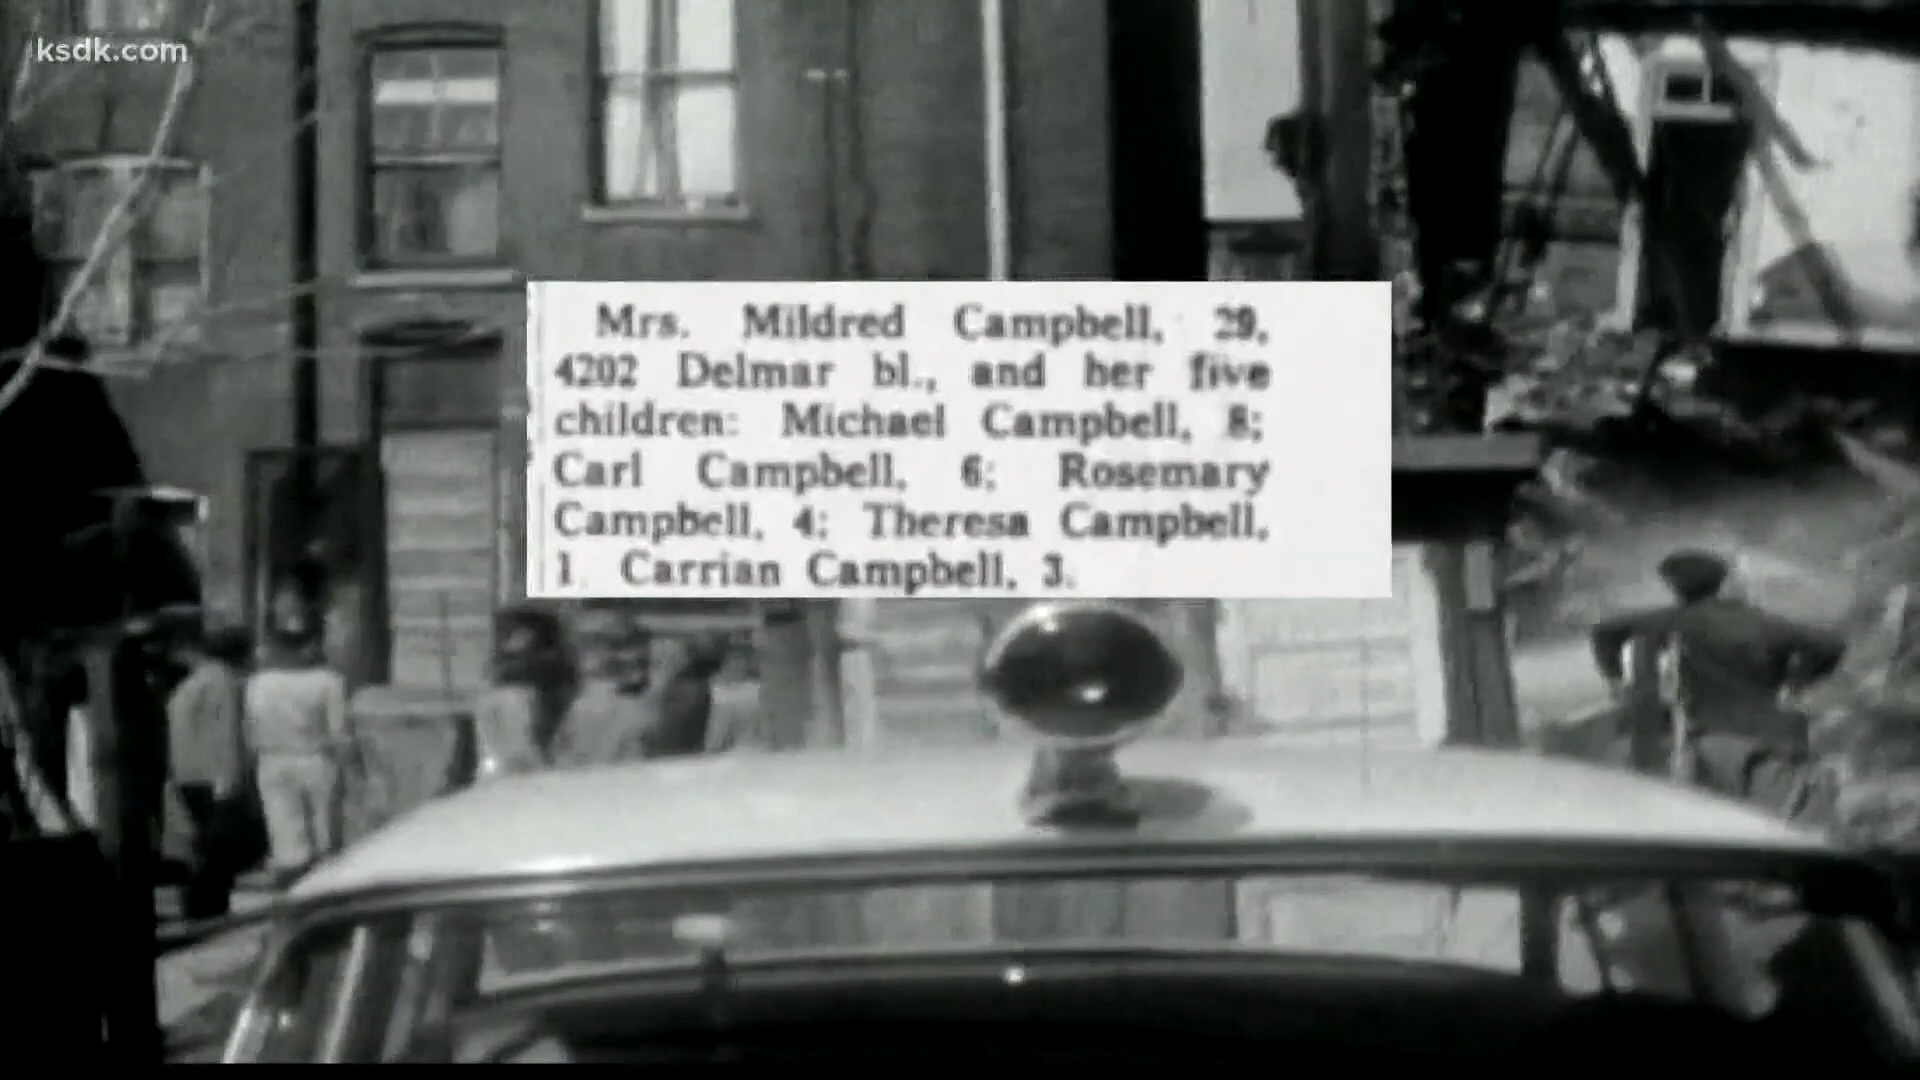 ksdk.com
Mrs. Mildred Campbell, 29,
4202 Delmar bl., and her five
children: Michael Campbell, 8;
Carl Campbell, 6; Rosemary
Campbell, 4; Theresa Campbell,
1. Carrian Campbell, 3.